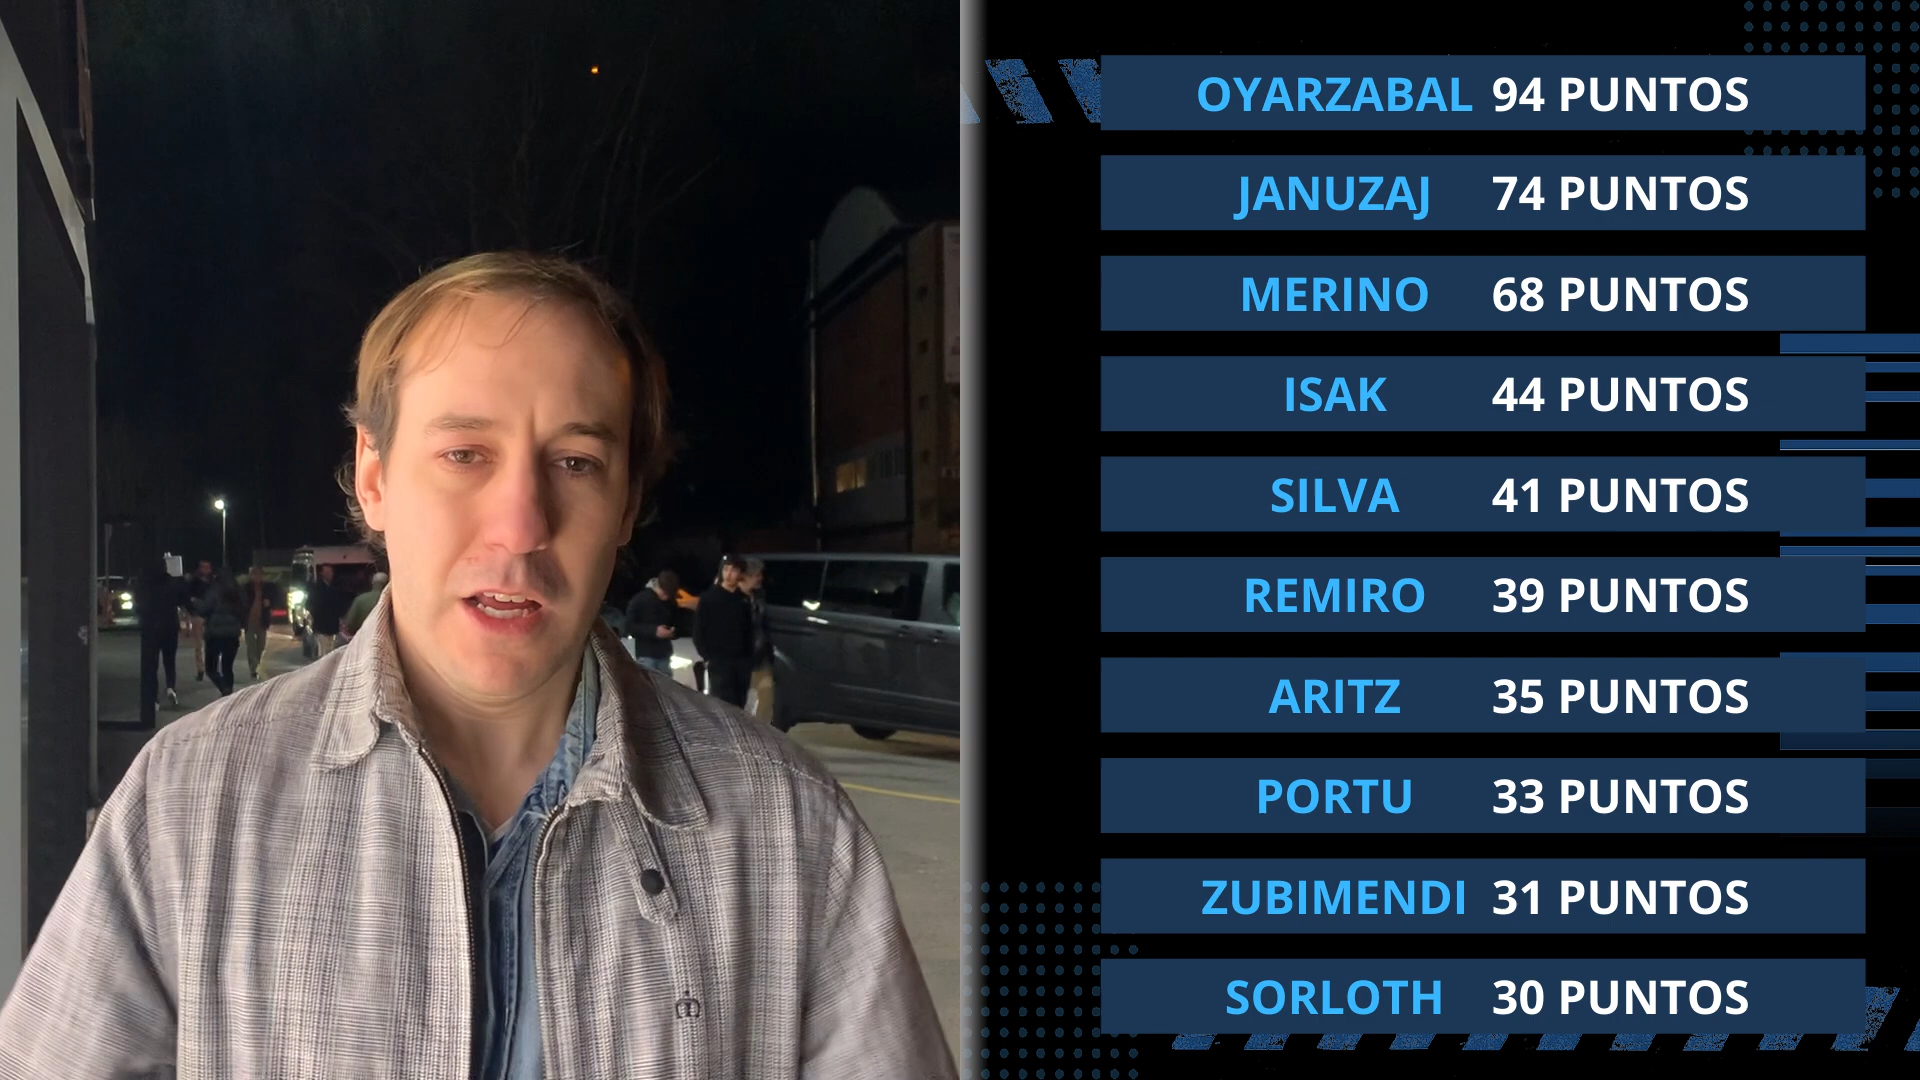 OYARZABAL 94 PUNTOS
JANUZAJ 74 PUNTOS
MERINO 68 PUNTOS
ISAK 44 PUNTOS
SILVA 41 PUNTOS
REMIRO 39 PUNTOS
ARITZ 35 PUNTOS
PORTU 33 PUNTOS
ZUBIMENDI 31 PUNTOS
SORLOTH 30 PUNTOS